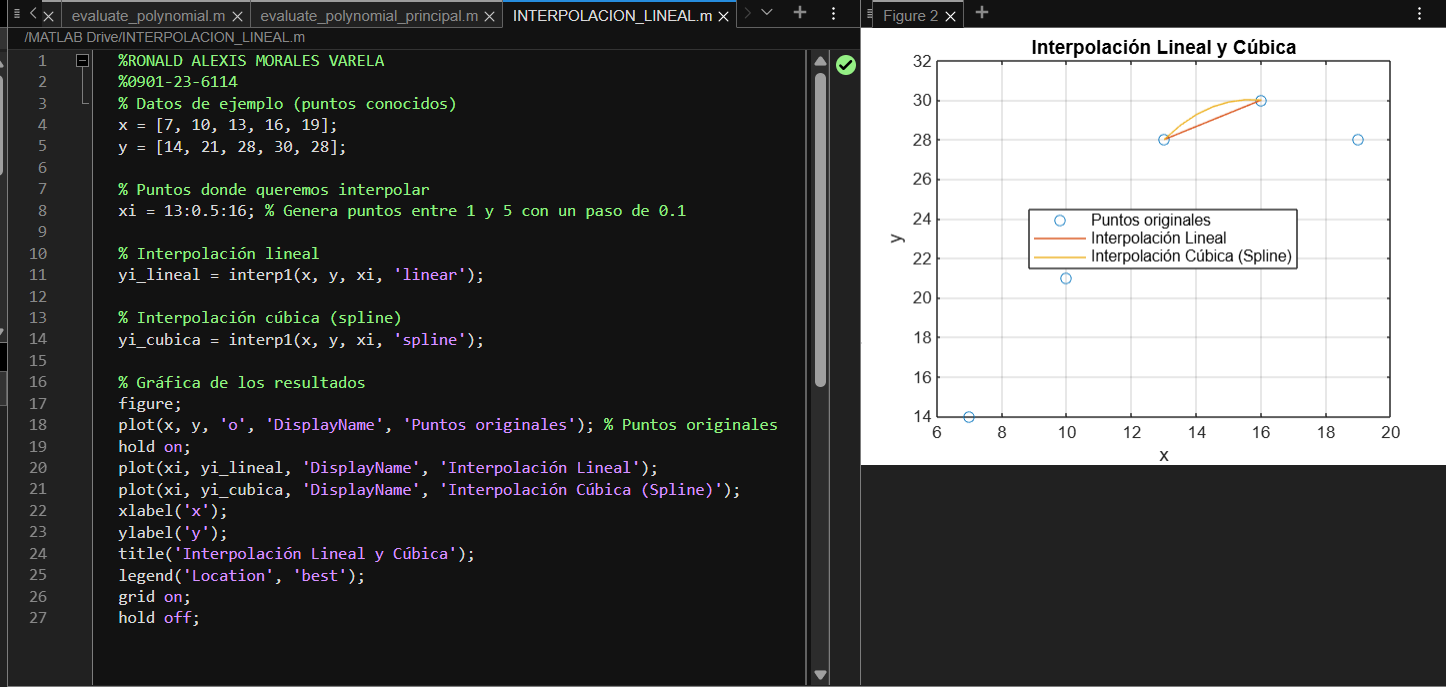 evaluate_polynomial.m
evaluate_polynomial_principal.m
INTERPOLACION_LINEAL.m
/MATLAB Drive/INTERPOLACION_LINEAL.m
1 %RONALD ALEXIS MORALES VARELA
2 %0901-23-6114
3 % Datos de ejemplo (puntos conocidos)
4 x = [7, 10, 13, 16, 19];
5 y = [14, 21, 28, 30, 28];
6
7 % Puntos donde queremos interpolar
8 xi = 13:0.5:16; % Genera puntos entre 1 y 5 con un paso de 0.1
9
10 % Interpolación lineal
11 yi_lineal = interp1(x, y, xi, 'linear');
12
13 % Interpolación cúbica (spline)
14 yi_cubica = interp1(x, y, xi, 'spline');
15
16 % Gráfica de los resultados
17 figure;
18 plot(x, y, 'o', 'DisplayName', 'Puntos originales'); % Puntos originales
19 hold on;
20 plot(xi, yi_lineal, 'DisplayName', 'Interpolación Lineal');
21 plot(xi, yi_cubica, 'DisplayName', 'Interpolación Cúbica (Spline)');
22 xlabel('x');
23 ylabel('y');
24 title('Interpolación Lineal y Cúbica');
25 legend('Location', 'best');
26 grid on;
27 hold off;
Figure 2
Interpolación Lineal y Cúbica
32
30
28
26
24
22
20
18
16
14
y
Puntos originales
Interpolación Lineal
Interpolación Cúbica (Spline)
6 8 10 12 14 16 18 20
x